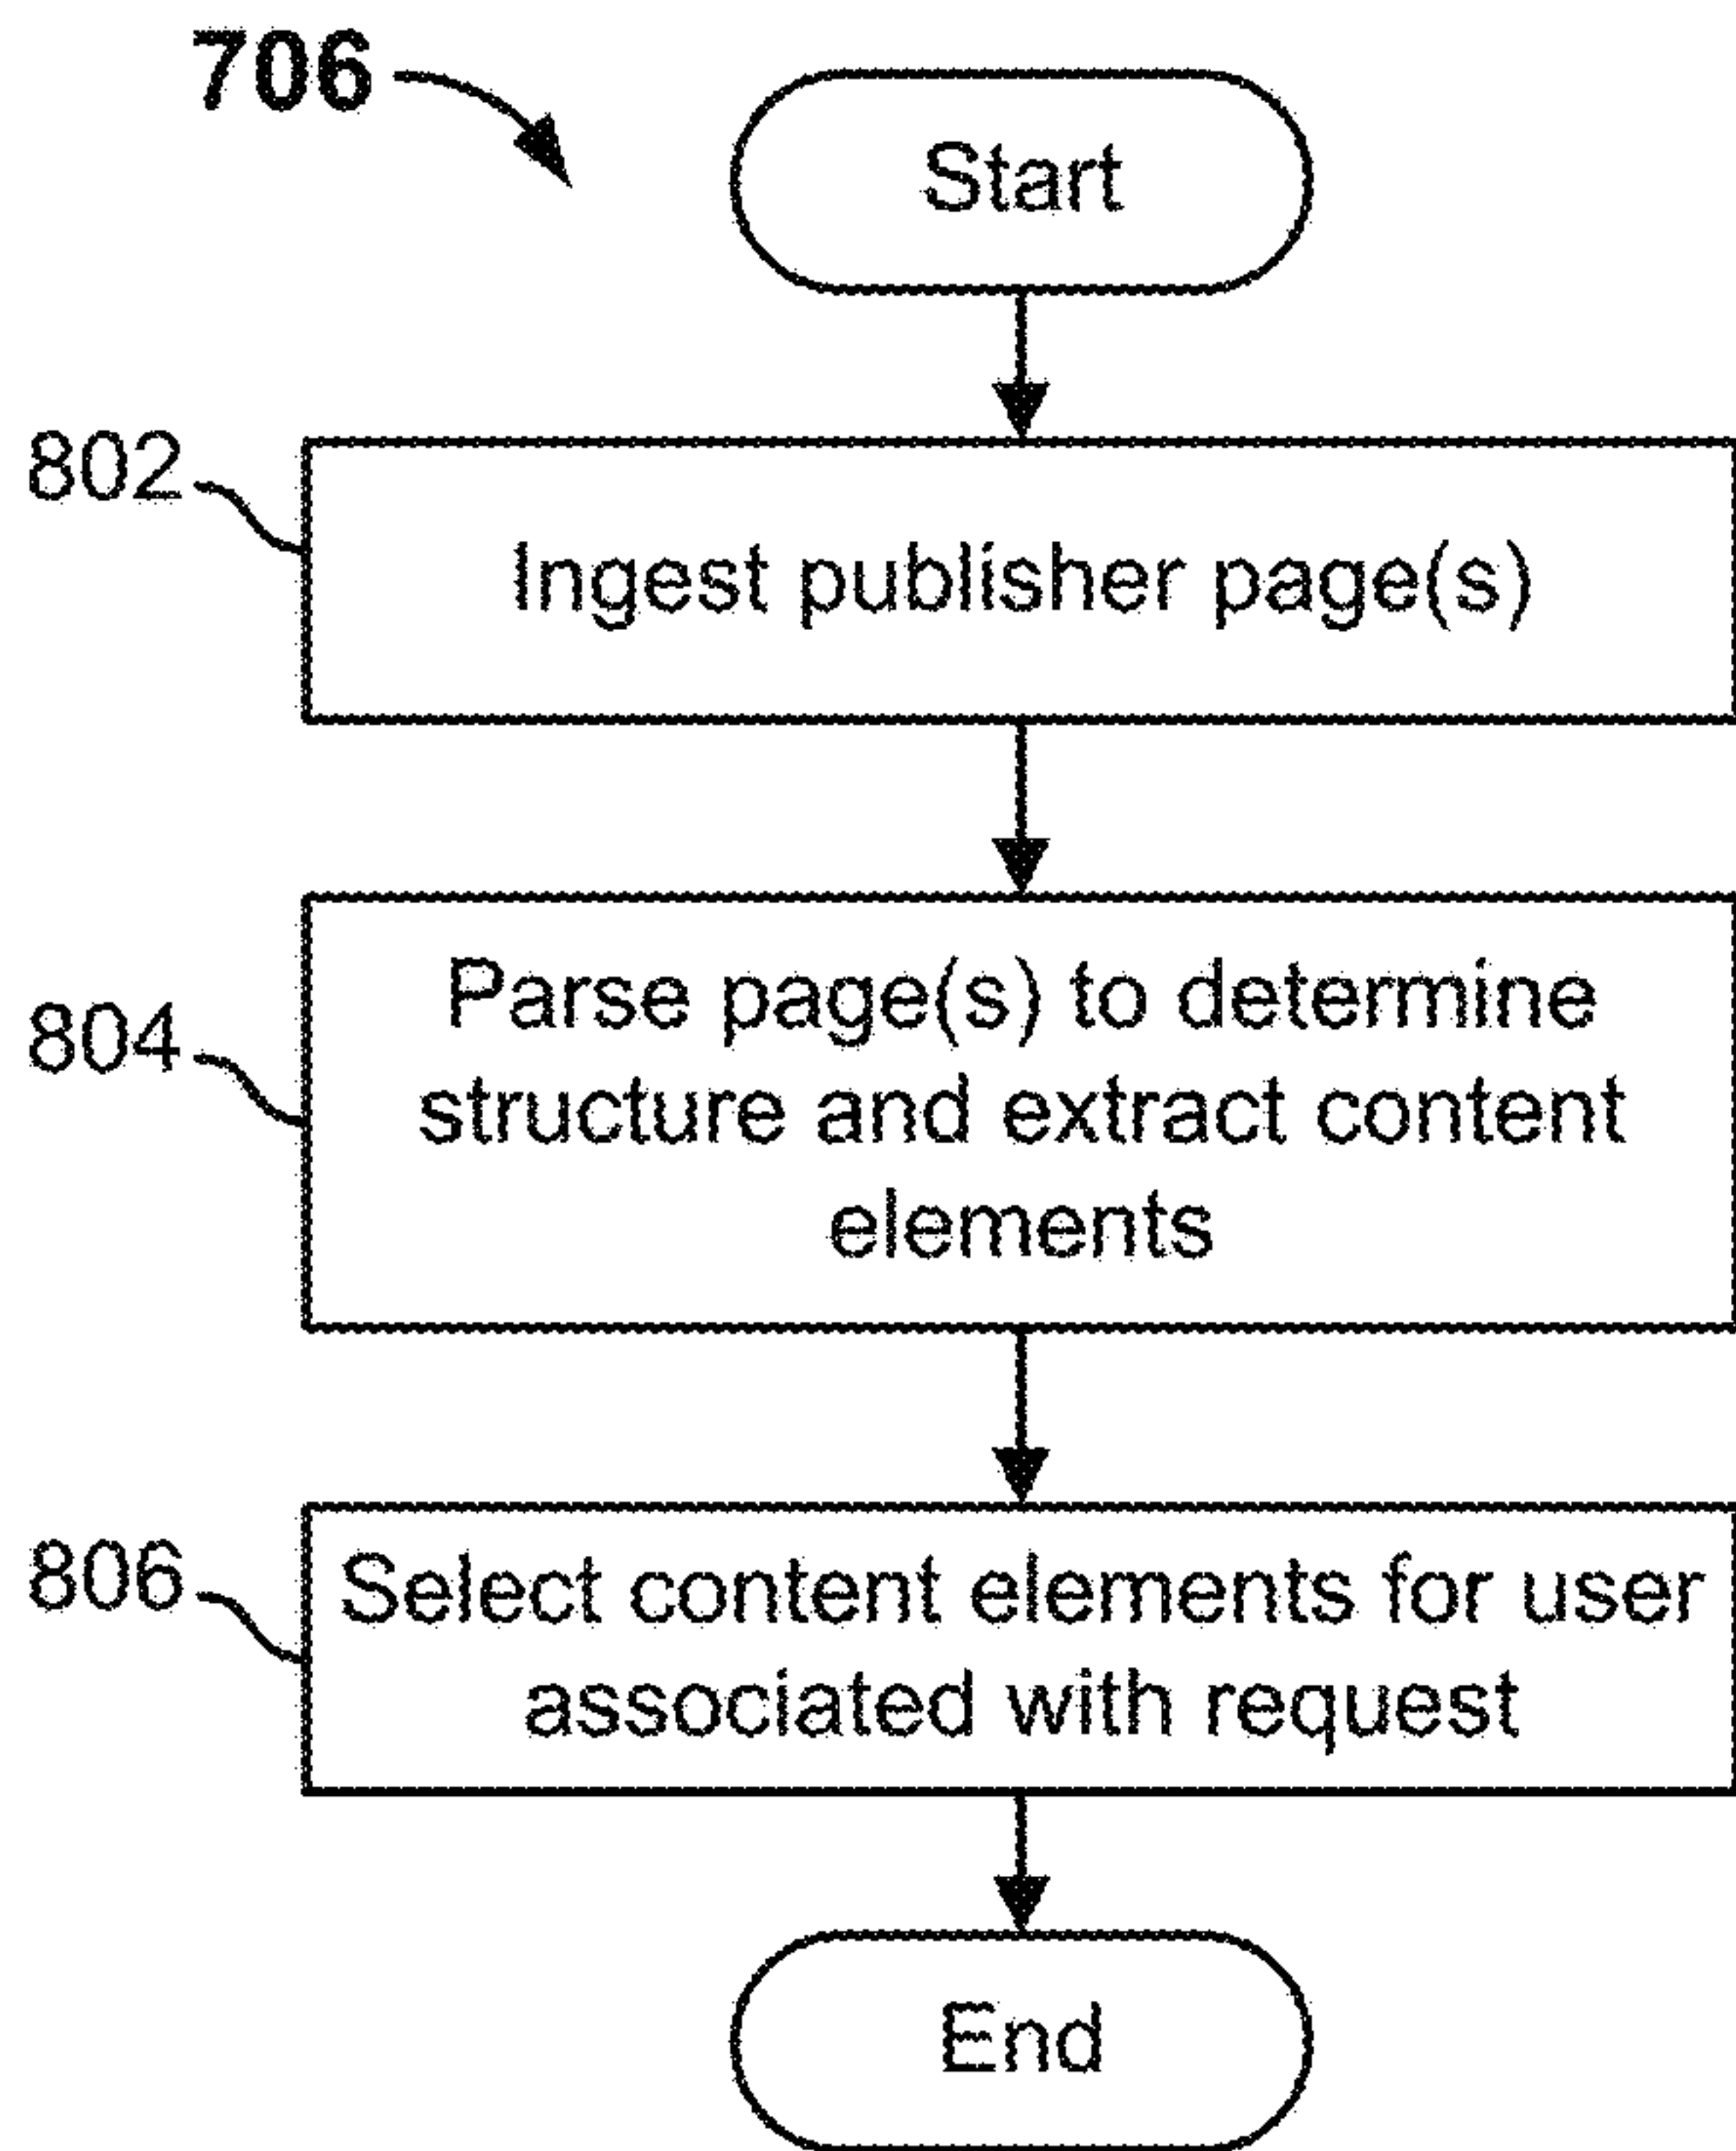 706
Start
802
Ingest publisher page(s)
804
Parse page(s) to determine
structure and extract content
elements
806
Select content elements for user
associated with request
End